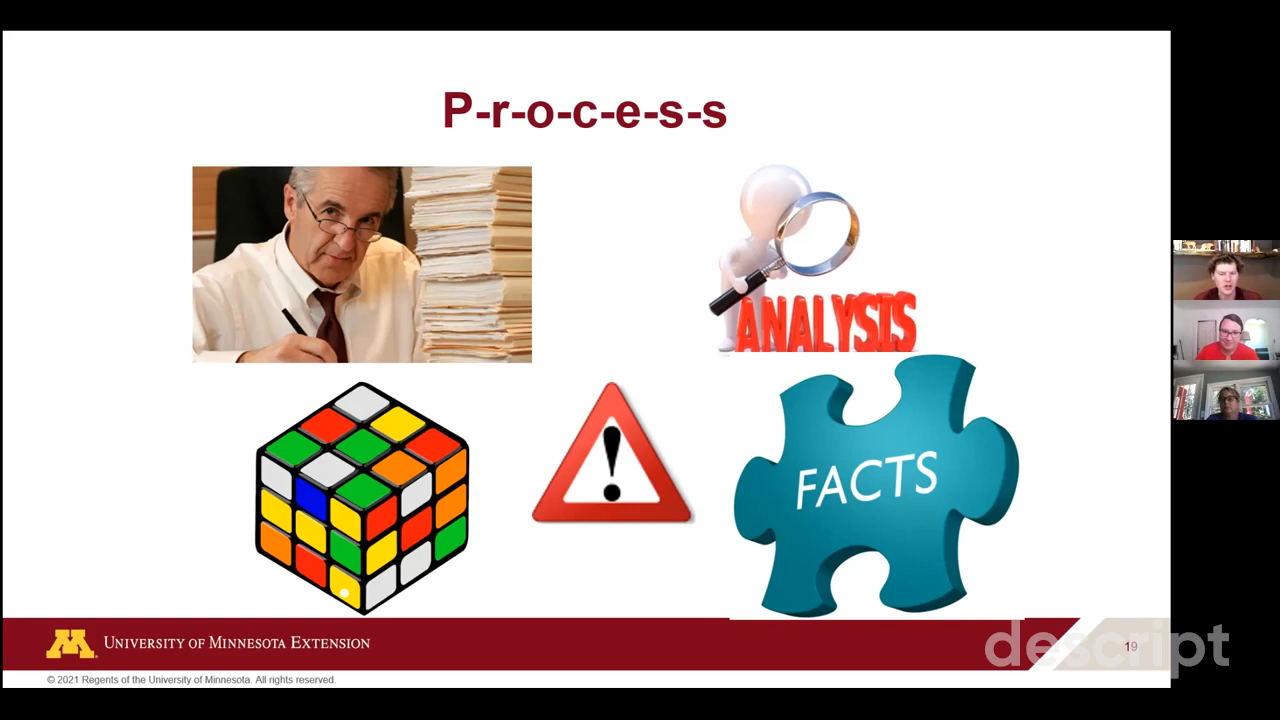 P-r-o-c-e-s-s
ANALYSIS
FACTS
UNIVERSITY OF MINNESOTA EXTENSION
descript
19
© 2021 Regents of the University of Minnesota. All rights reserved.